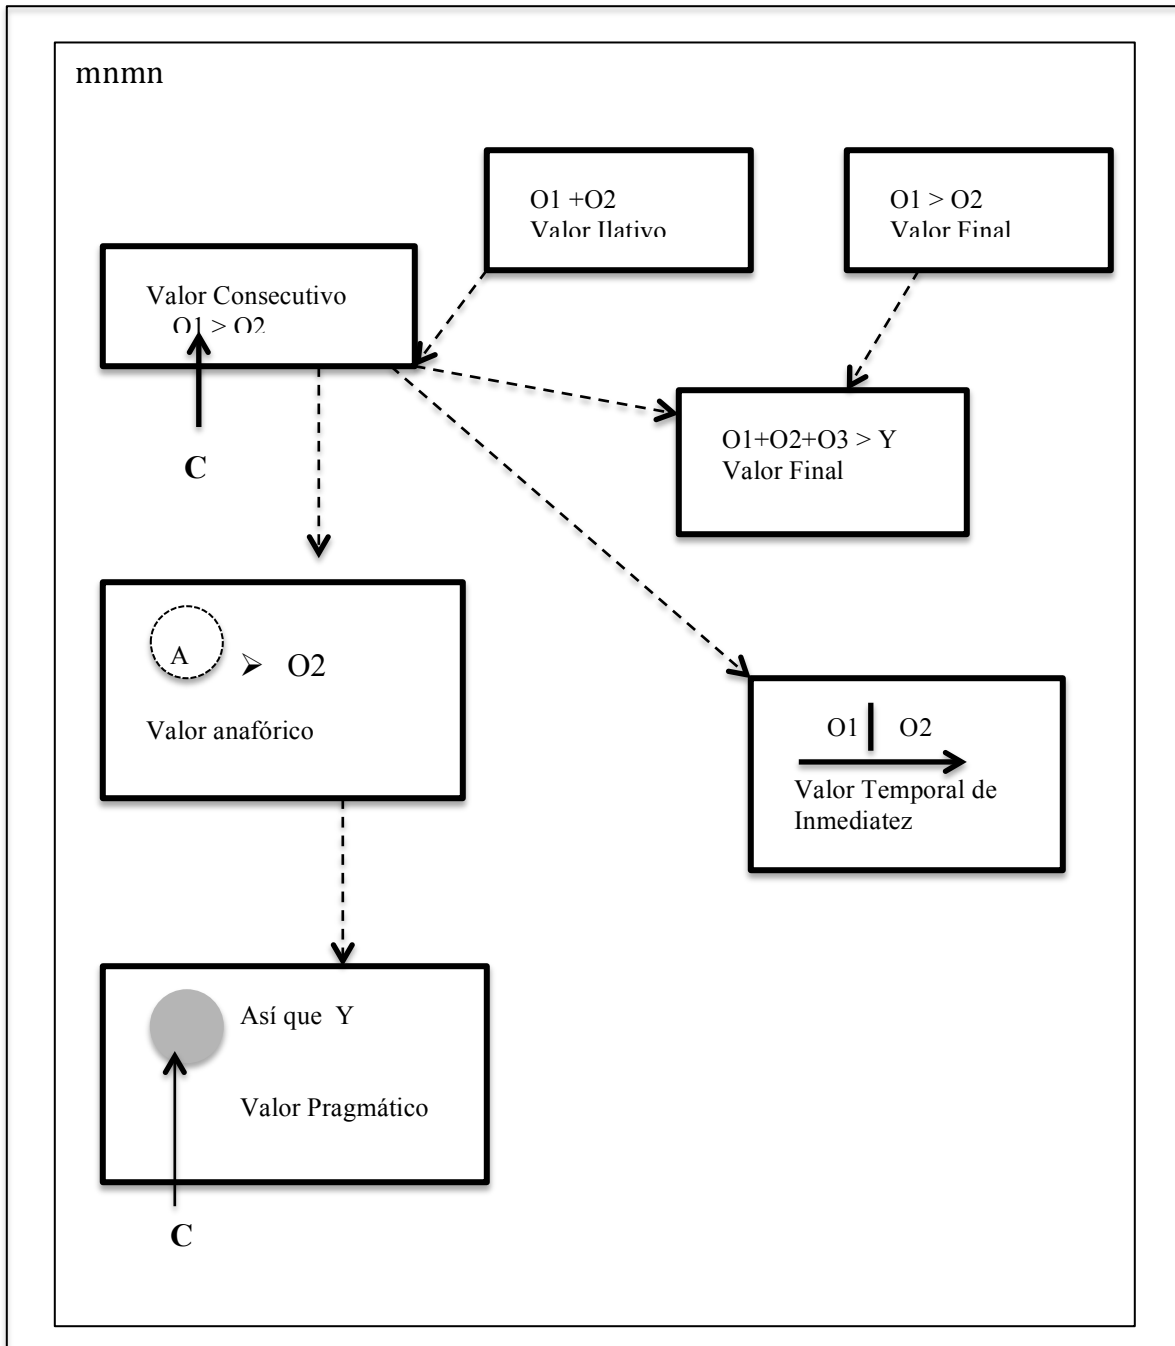 mnmn
O1 +O2
Valor Ilativo
O1 > O2
Valor Final
Valor Consecutivo
O1 > O2
C
O1+O2+O3 > Y
Valor Final
A
➢ O2
Valor anafórico
O1 O2
Valor Temporal de
Inmediatez
Así que Y
Valor Pragmático
C